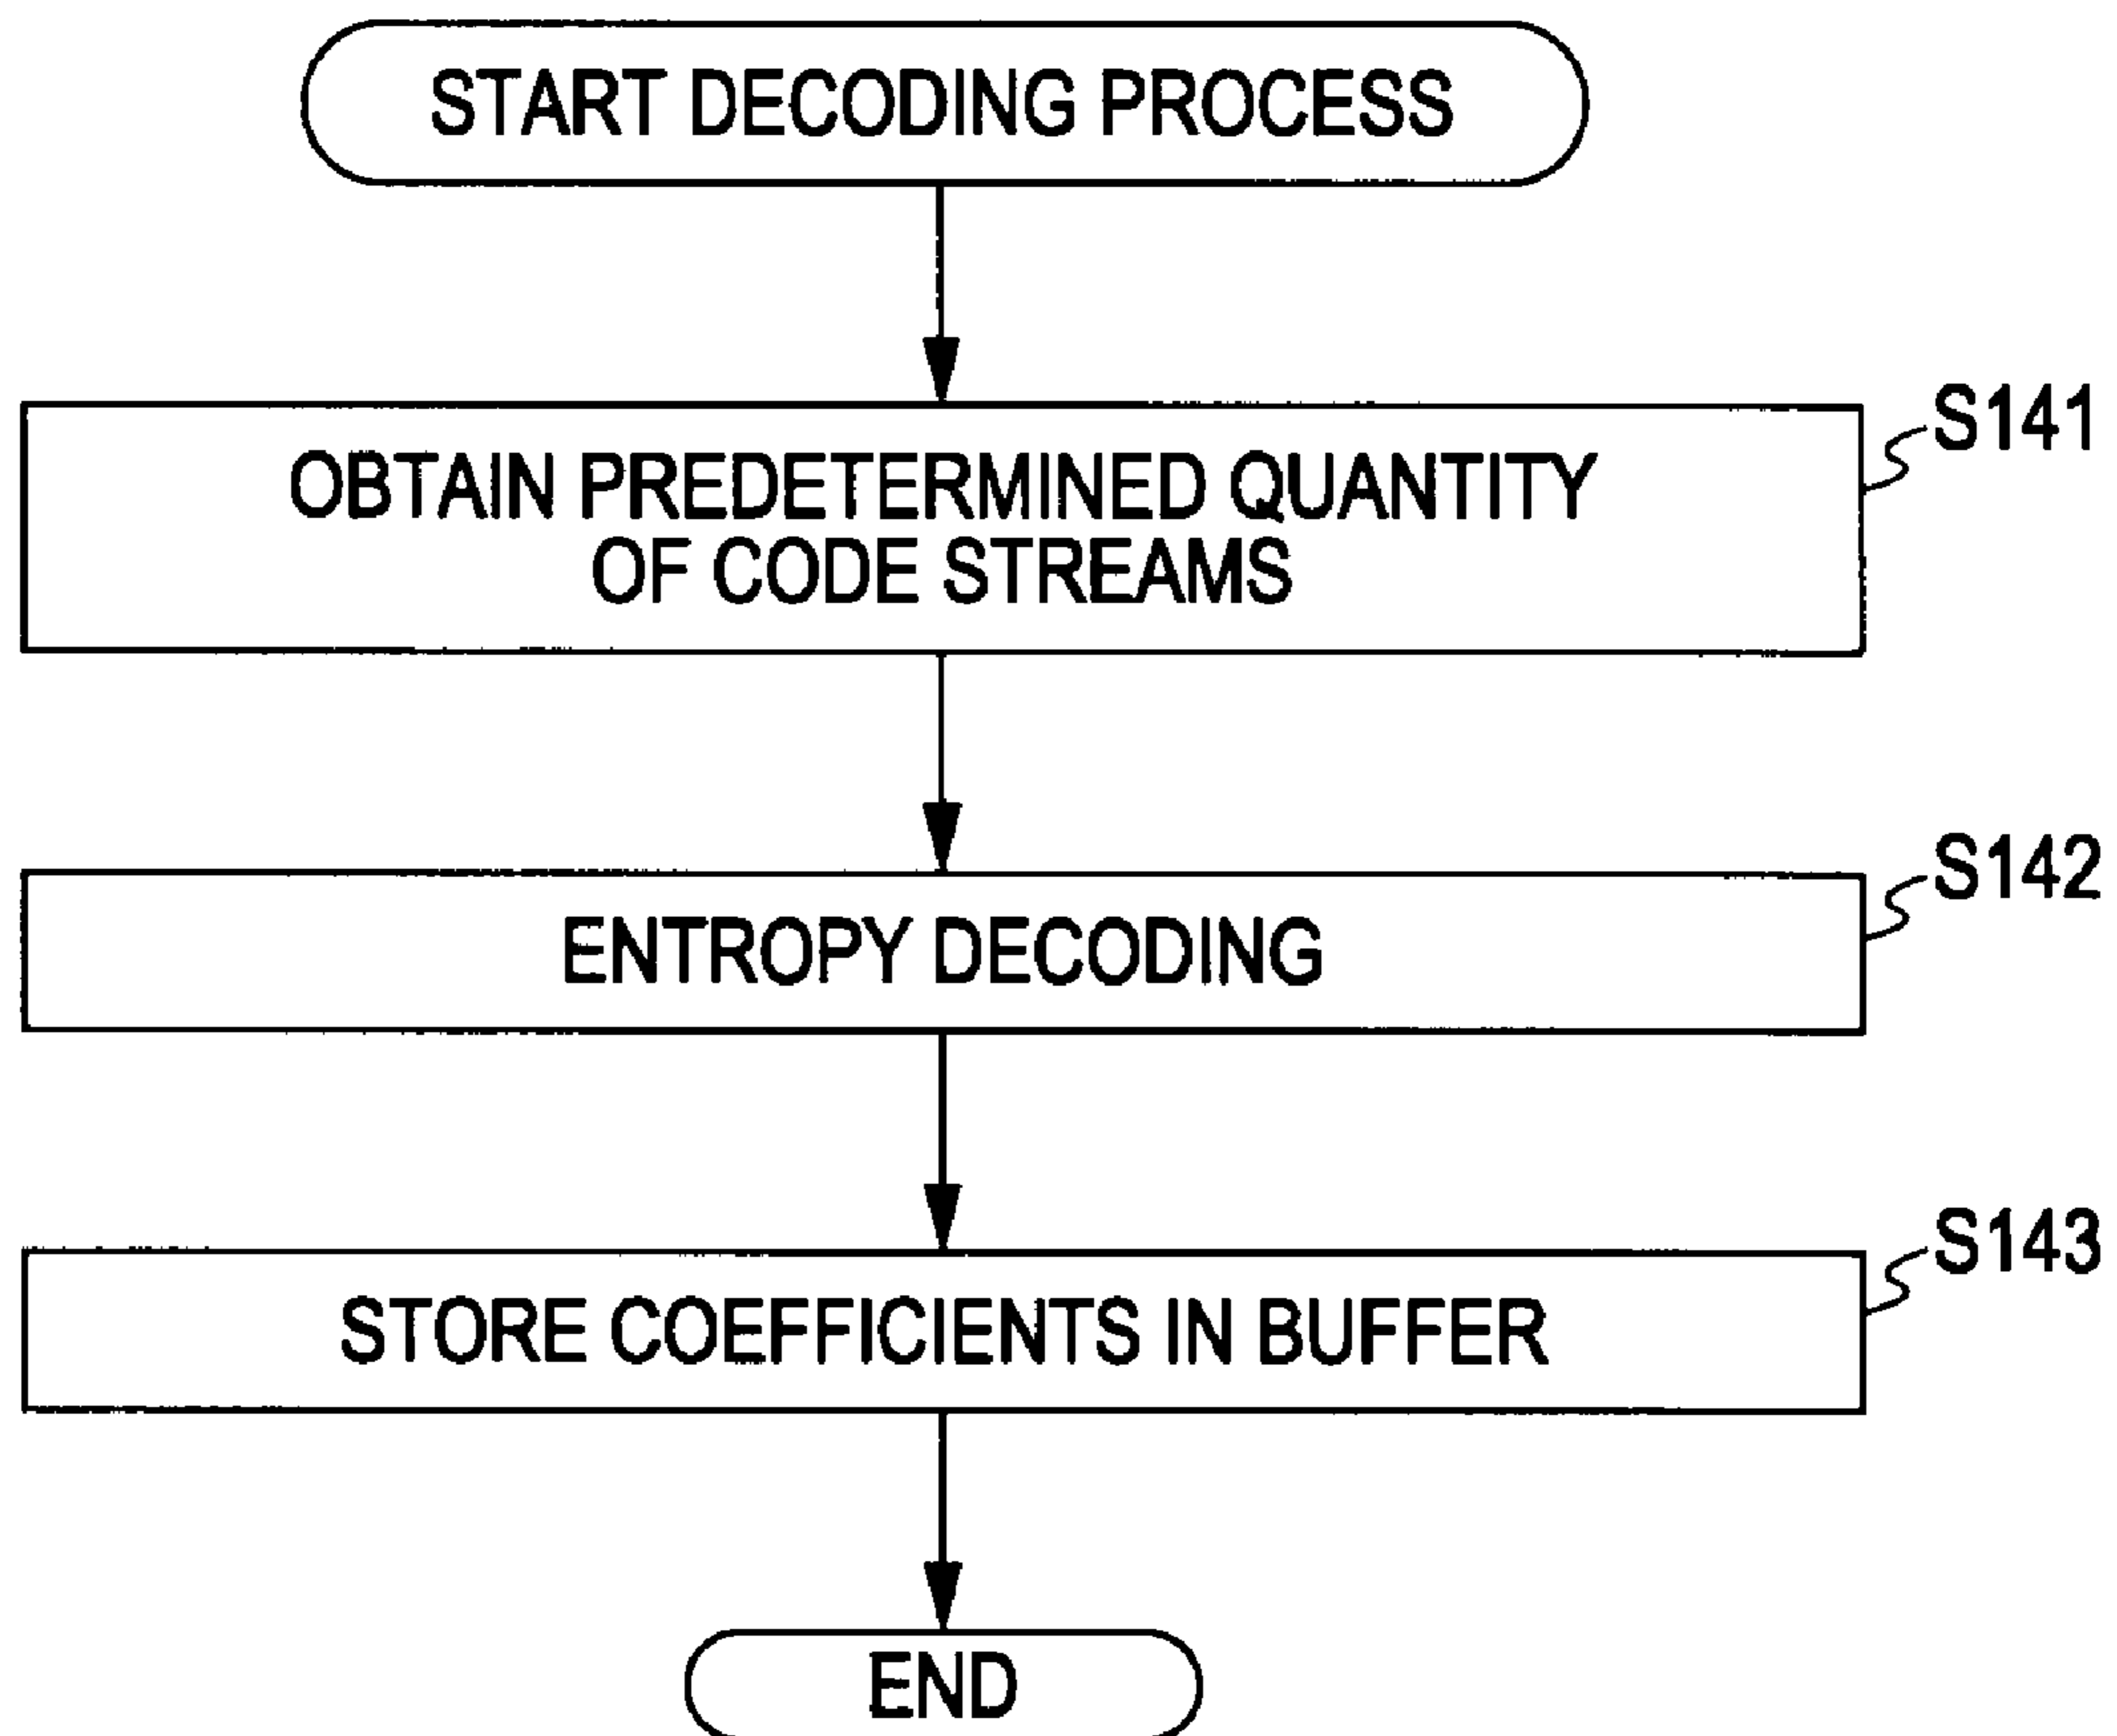 START DECODING PROCESS
S141
OBTAIN PREDETERMINED QUANTITY
OF CODE STREAMS
S142
ENTROPY DECODING
S143
STORE COEFFICIENTS IN BUFFER
END